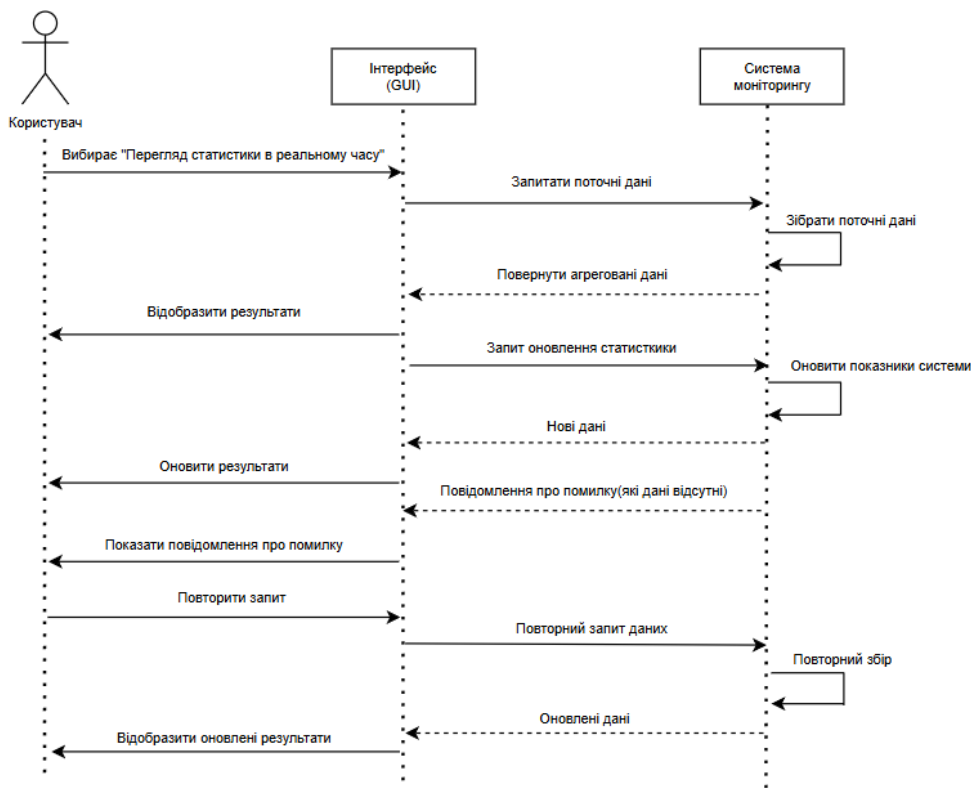 Користувач
Інтерфейс
(GUI)
Система
моніторингу
Вибирає "Перегляд статистики в реальному часу"
Запитати поточні дані
Зібрати поточні дані
Повернути агреговані дані
Відобразити результати
Запит оновлення статисткики
Оновити показники системи
Нові дані
Оновити результати
Повідомлення про помилку(які дані відсутні)
Показати повідомлення про помилку
Повторити запит
Повторний запит даних
Повторний збір
Оновлені дані
Відобразити оновлені результати